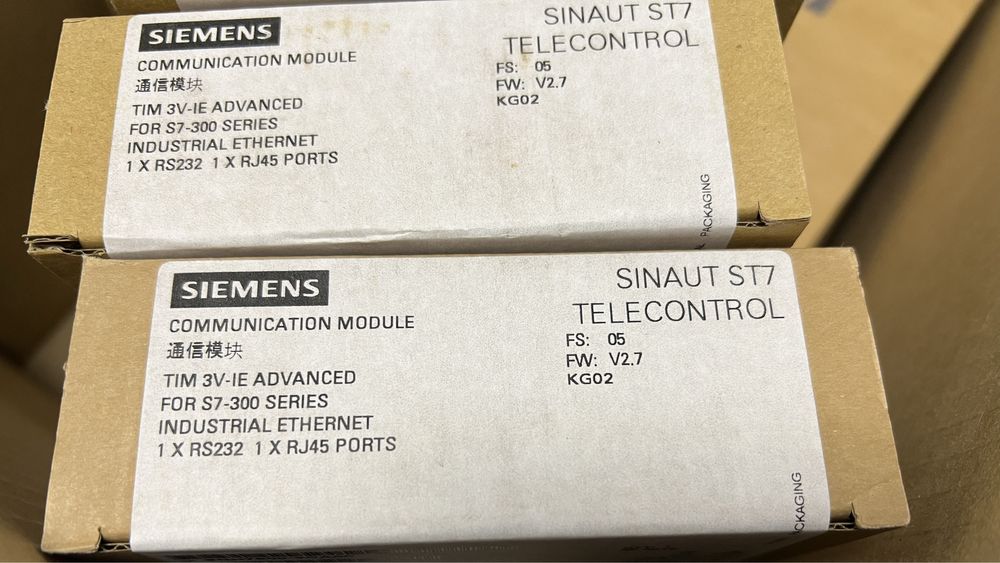 SIEMENS
COMMUNICATION MODULE
通信模块
TIM 3V-IE ADVANCED
FOR S7-300 SERIES
INDUSTRIAL ETHERNET
1 X RS232 1 X RJ45 PORTS
SINAUT ST7
TELECONTROL
FS: 05
FW: V2.7
KG02
PACKAGING
SIEMENS
COMMUNICATION MODULE
通信模块
TIM 3V-IE ADVANCED
FOR S7-300 SERIES
INDUSTRIAL ETHERNET
1 X RS232 1 X RJ45 PORTS
SINAUT ST7
TELECONTROL
FS: 05
FW: V2.7
KG02